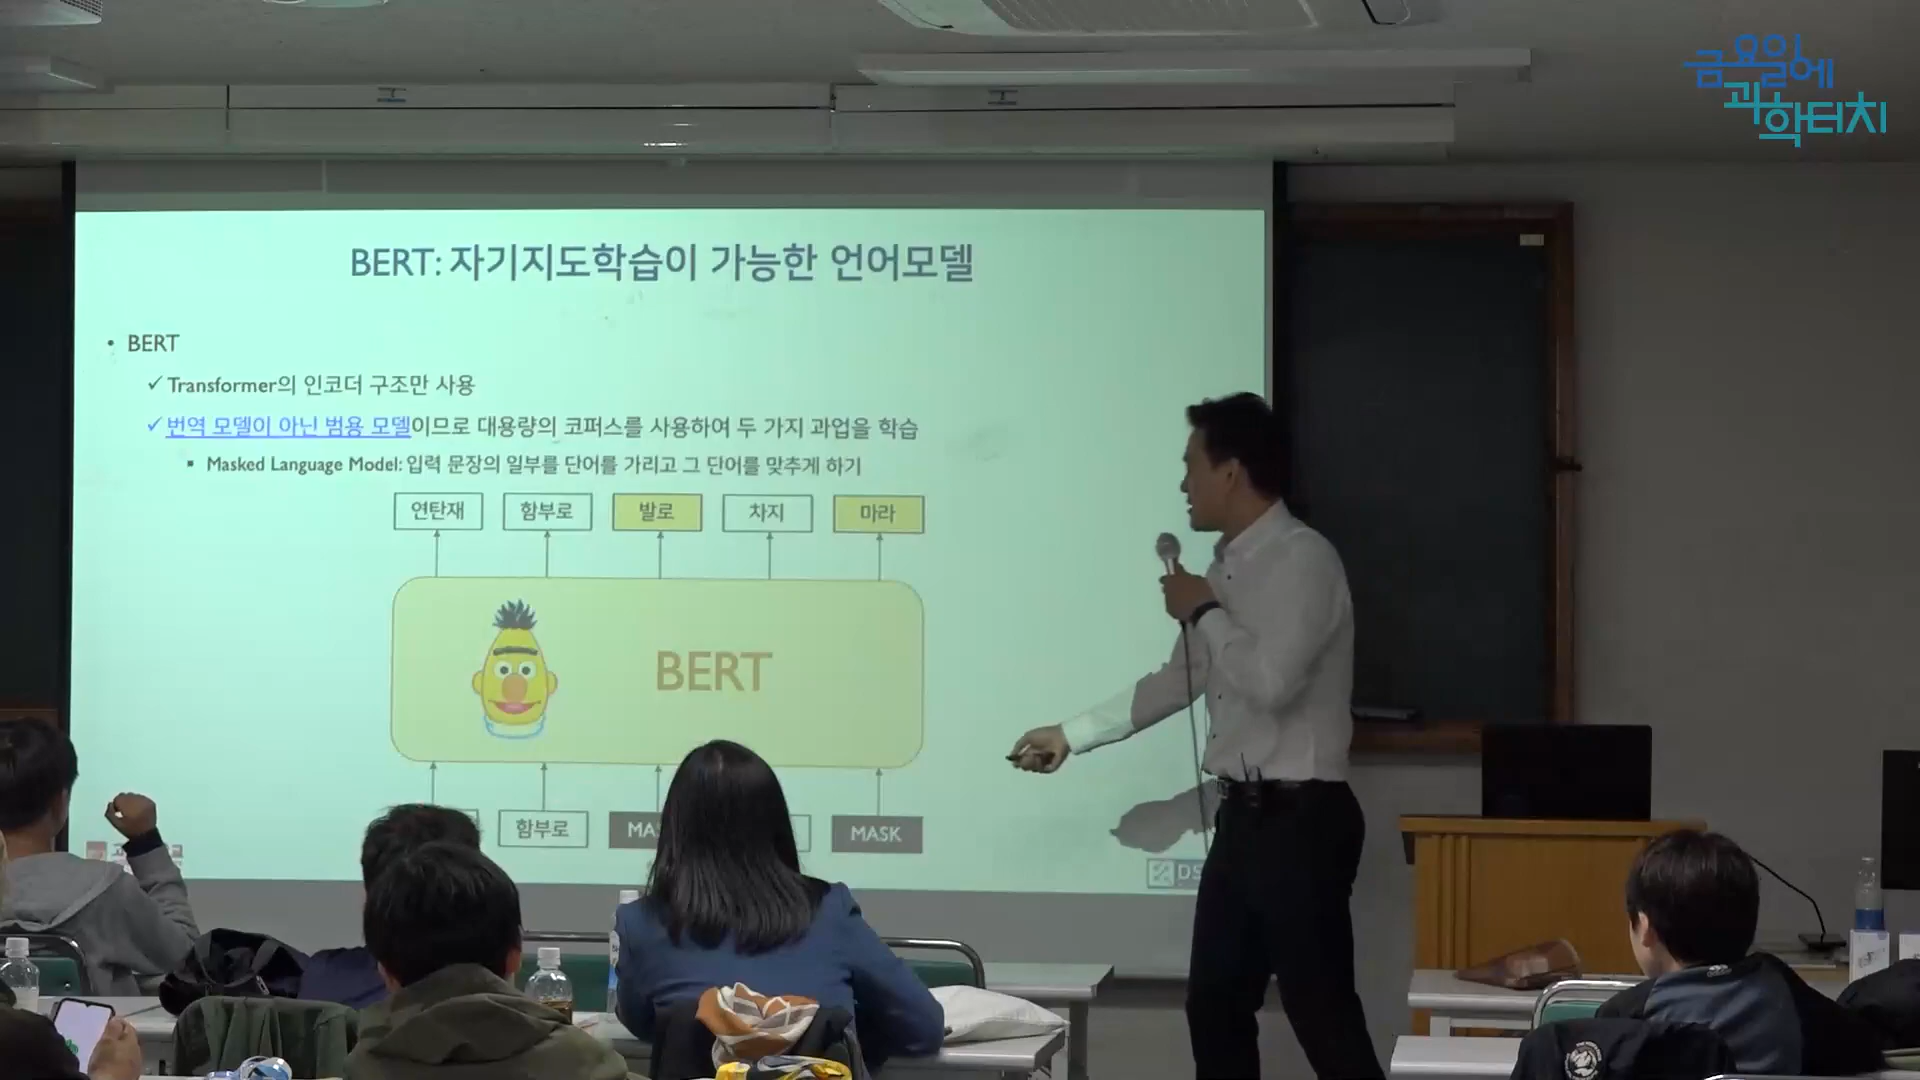 금요일에
과학터치
BERT: 자기지도학습이 가능한 언어모델
• BERT
✓ Transformer의 인코더 구조만 사용
✓ 번역 모델이 아닌 범용 모델이므로 대용량의 코퍼스를 사용하여 두 가지 과업을 학습
▪ Masked Language Model: 입력 문장의 일부를 단어를 가리고 그 단어를 맞추게 하기
연탄재 함부로 발로 차지 마라
BERT
함부로 MASK
DS